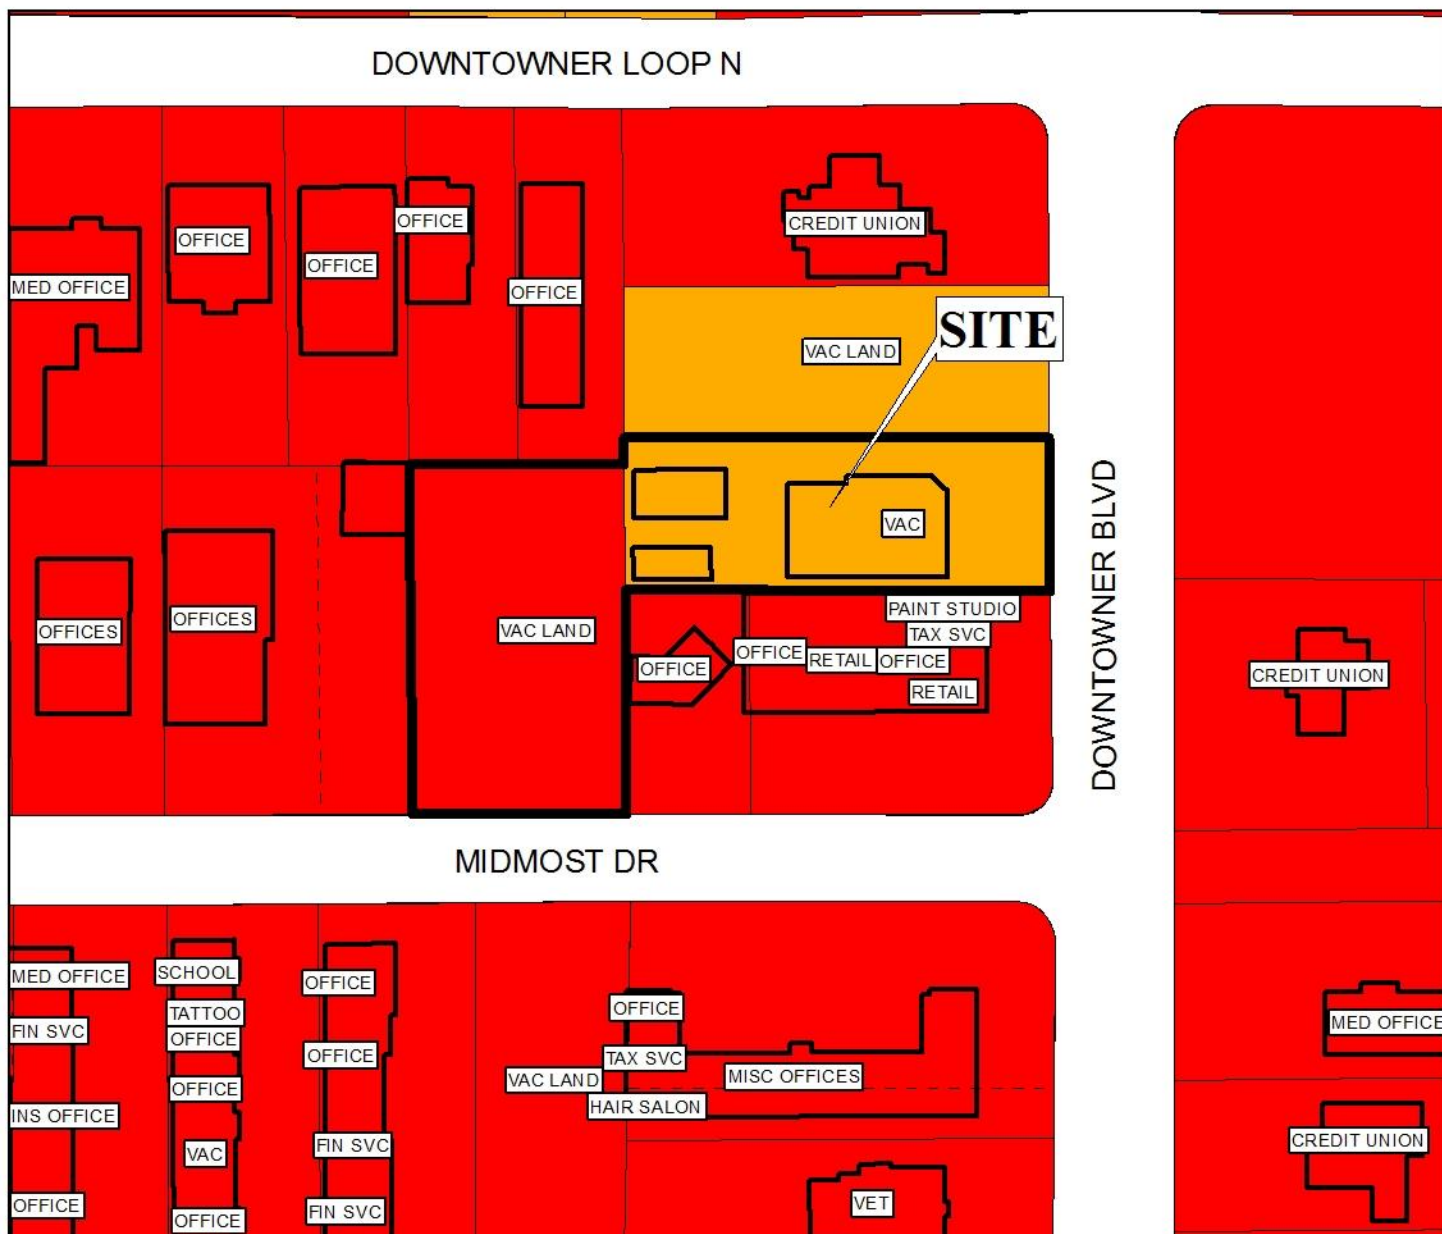 DOWNTOWNER LOOP N
OFFICE
CREDIT UNION
OFFICE
OFFICE
MED OFFICE
OFFICE
SITE
VAC LAND
VAC
DOWNTOWNER BLVD
PAINT STUDIO
OFFICES
OFFICES
VAC LAND
TAX SVC
OFFICE
RETAIL
OFFICE
OFFICE
CREDIT UNION
RETAIL
MIDMOST DR
MED OFFICE
SCHOOL
OFFICE
OFFICE
TATTOO
FIN SVC
OFFICE
MED OFFICE
OFFICE
TAX SVC
VAC LAND
MISC OFFICES
OFFICE
HAIR SALON
INS OFFICE
FIN SVC
CREDIT UNION
VAC
OFFICE
OFFICE
FIN SVC
VET